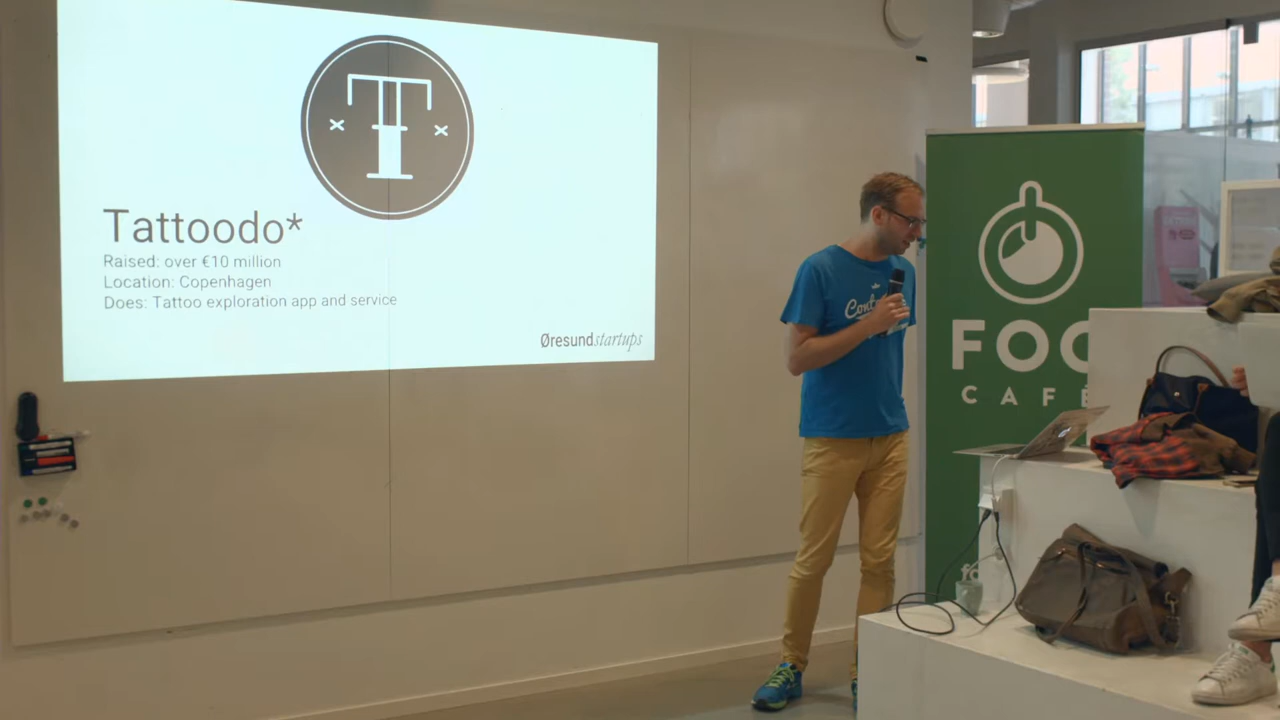 T
Tattoodo*
Raised: over €10 million
Location: Copenhagen
Does: Tattoo exploration app and service
Øresundstartups
FOO
CAFÉ